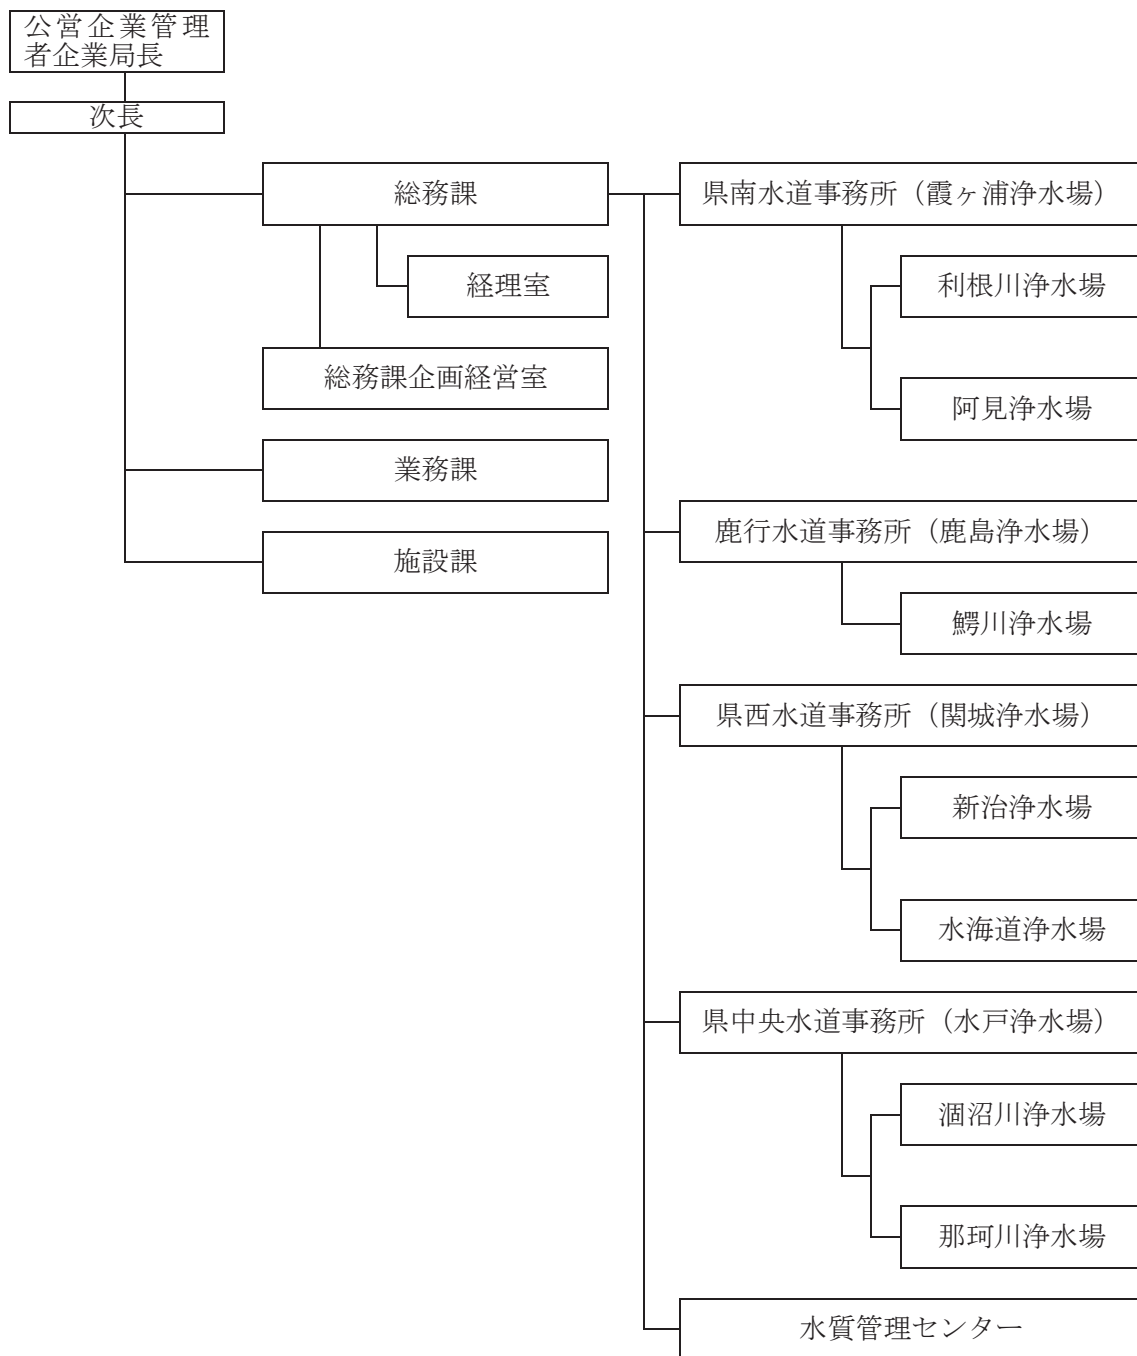 公営企業管理
者企業局長
次長
総務課
経理室
総務課企画経営室
業務課
施設課
県南水道事務所（霞ヶ浦浄水場）
利根川浄水場
阿見浄水場
鹿行水道事務所（鹿島浄水場）
鰐川浄水場
県西水道事務所（関城浄水場）
新治浄水場
水海道浄水場
県中央水道事務所（水戸浄水場）
涸沼川浄水場
那珂川浄水場
水質管理センター